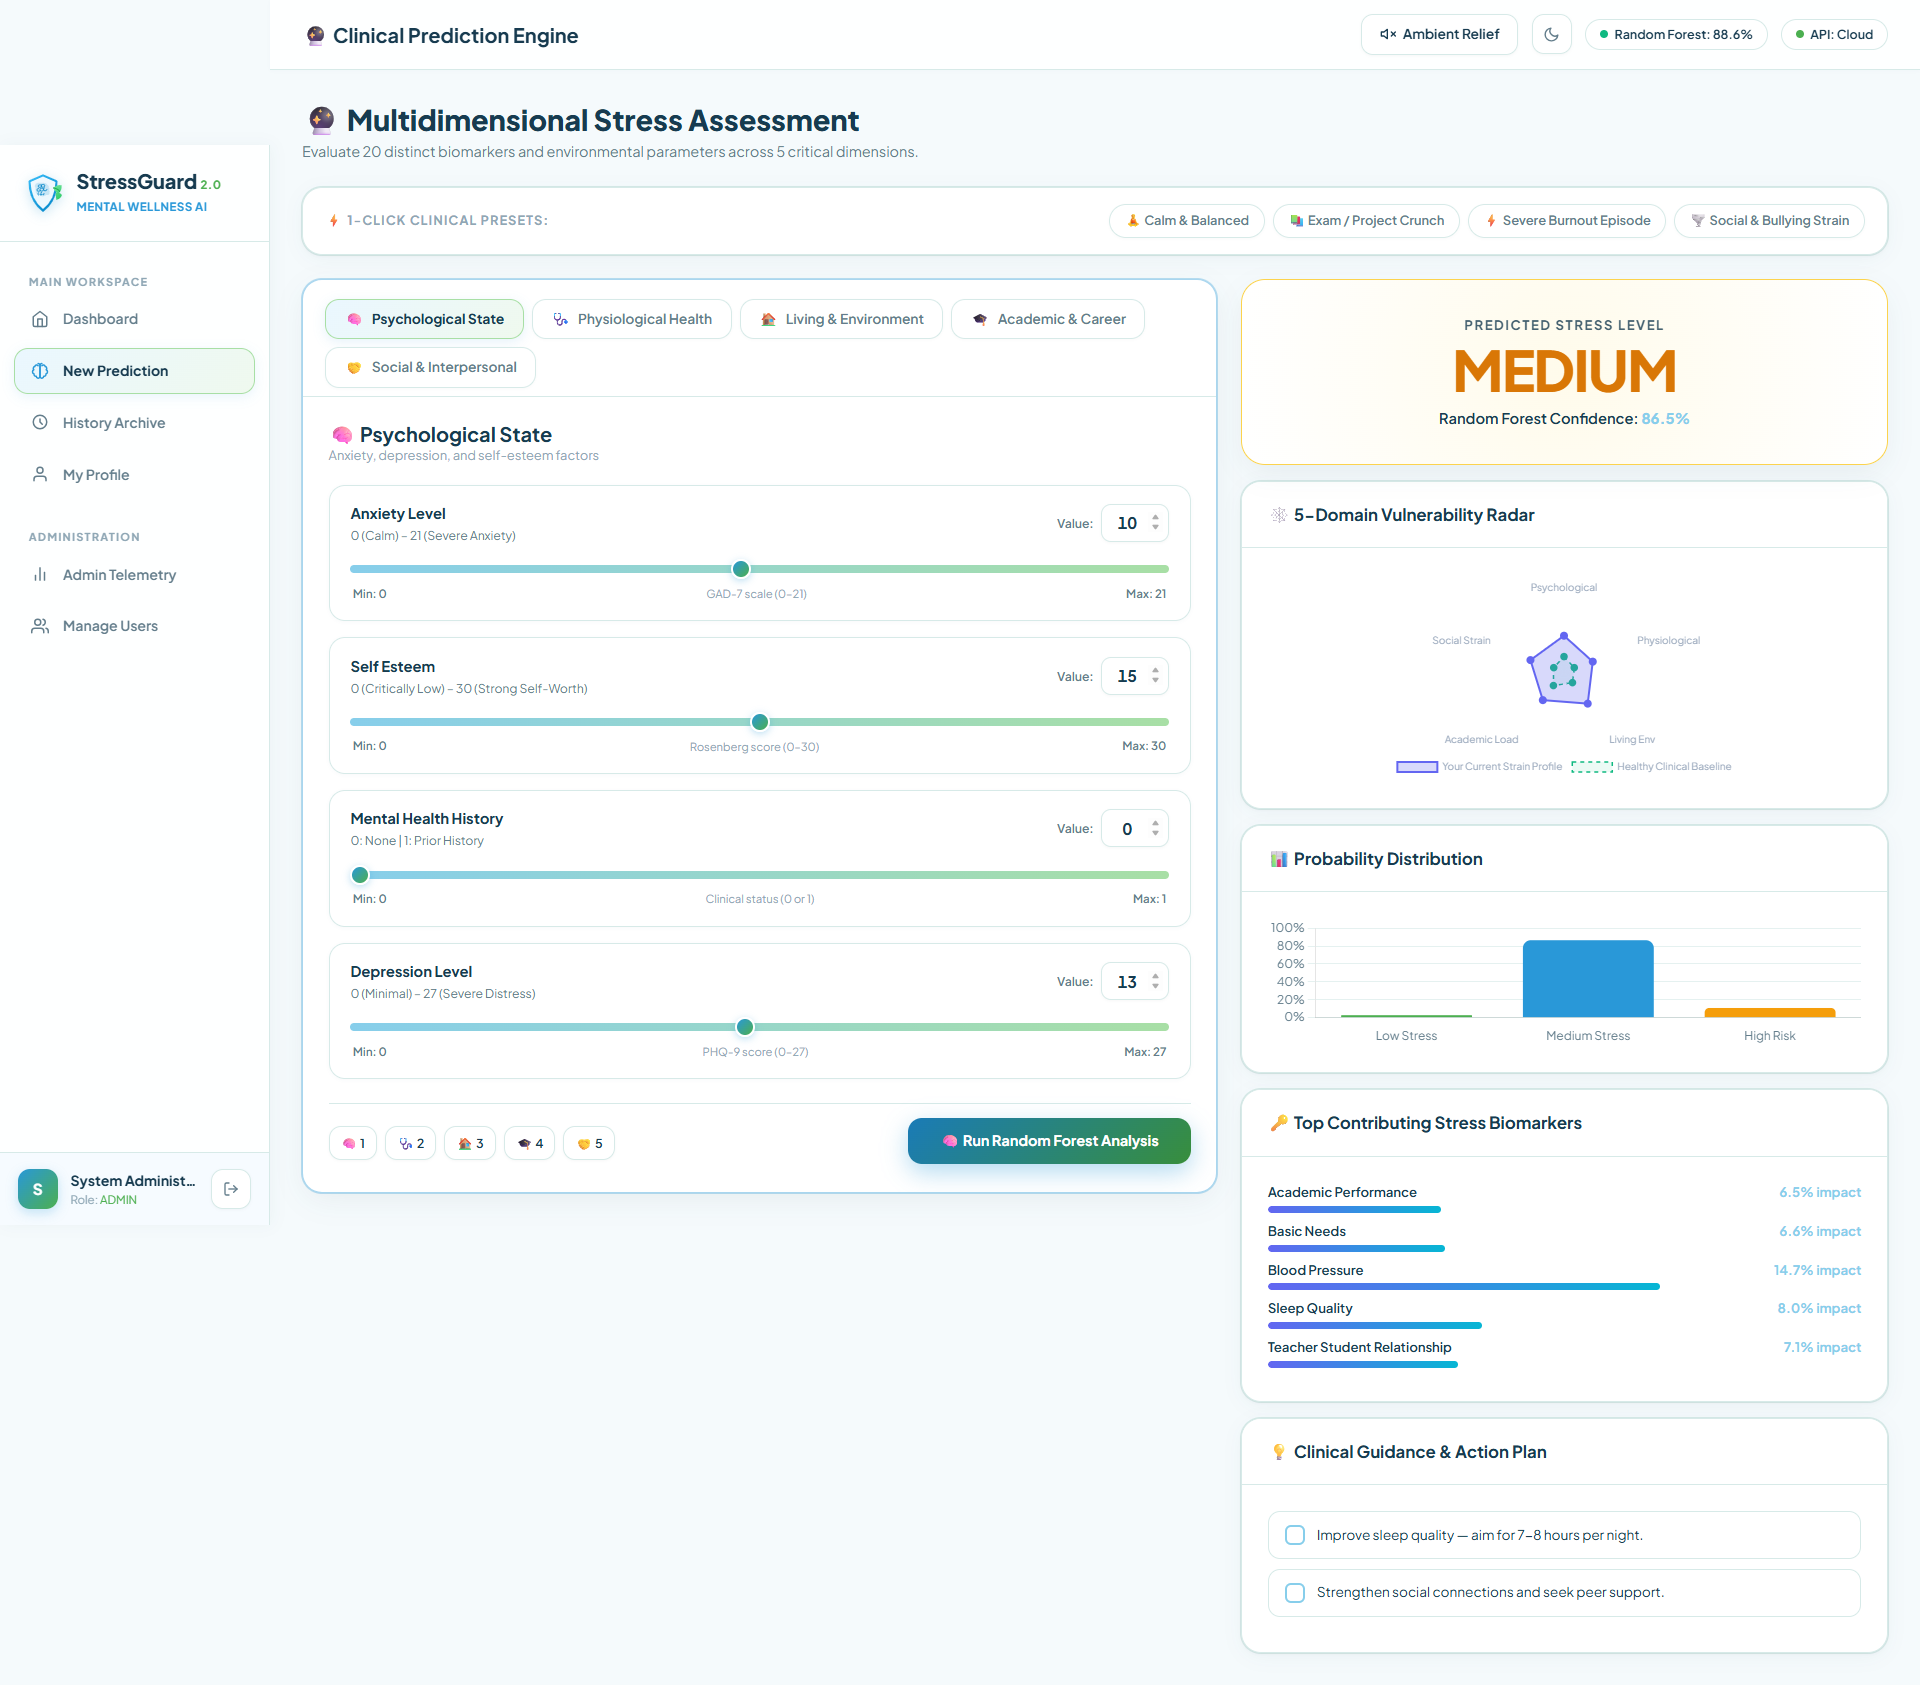 Clinical Prediction Engine
Ambient Relief
Random Forest: 88.6%
API: Cloud
StressGuard 2.0
MENTAL WELLNESS AI
MAIN WORKSPACE
Dashboard
New Prediction
History Archive
My Profile
ADMINISTRATION
Admin Telemetry
Manage Users
S
System Administ...
Role: ADMIN
Multidimensional Stress Assessment
Evaluate 20 distinct biomarkers and environmental parameters across 5 critical dimensions.
1-CLICK CLINICAL PRESETS:
Calm & Balanced
Exam / Project Crunch
Severe Burnout Episode
Social & Bullying Strain
Psychological State
Physiological Health
Living & Environment
Academic & Career
Social & Interpersonal
Psychological State
Anxiety, depression, and self-esteem factors
Anxiety Level
0 (Calm) – 21 (Severe Anxiety)
Value: 10
Min: 0
GAD-7 scale (0–21)
Max: 21
Self Esteem
0 (Critically Low) – 30 (Strong Self-Worth)
Value: 15
Min: 0
Rosenberg score (0–30)
Max: 30
Mental Health History
0: None | 1: Prior History
Value: 0
Min: 0
Clinical status (0 or 1)
Max: 1
Depression Level
0 (Minimal) – 27 (Severe Distress)
Value: 13
Min: 0
PHQ-9 score (0–27)
Max: 27
1
2
3
4
5
Run Random Forest Analysis
PREDICTED STRESS LEVEL
MEDIUM
Random Forest Confidence: 86.5%
5-Domain Vulnerability Radar
Psychological
Social Strain
Physiological
Academic Load
Living Env
Your Current Strain Profile
Healthy Clinical Baseline
Probability Distribution
100%
80%
60%
40%
20%
0%
Low Stress
Medium Stress
High Risk
Top Contributing Stress Biomarkers
Academic Performance
6.5% impact
Basic Needs
6.6% impact
Blood Pressure
14.7% impact
Sleep Quality
8.0% impact
Teacher Student Relationship
7.1% impact
Clinical Guidance & Action Plan
Improve sleep quality — aim for 7–8 hours per night.
Strengthen social connections and seek peer support.